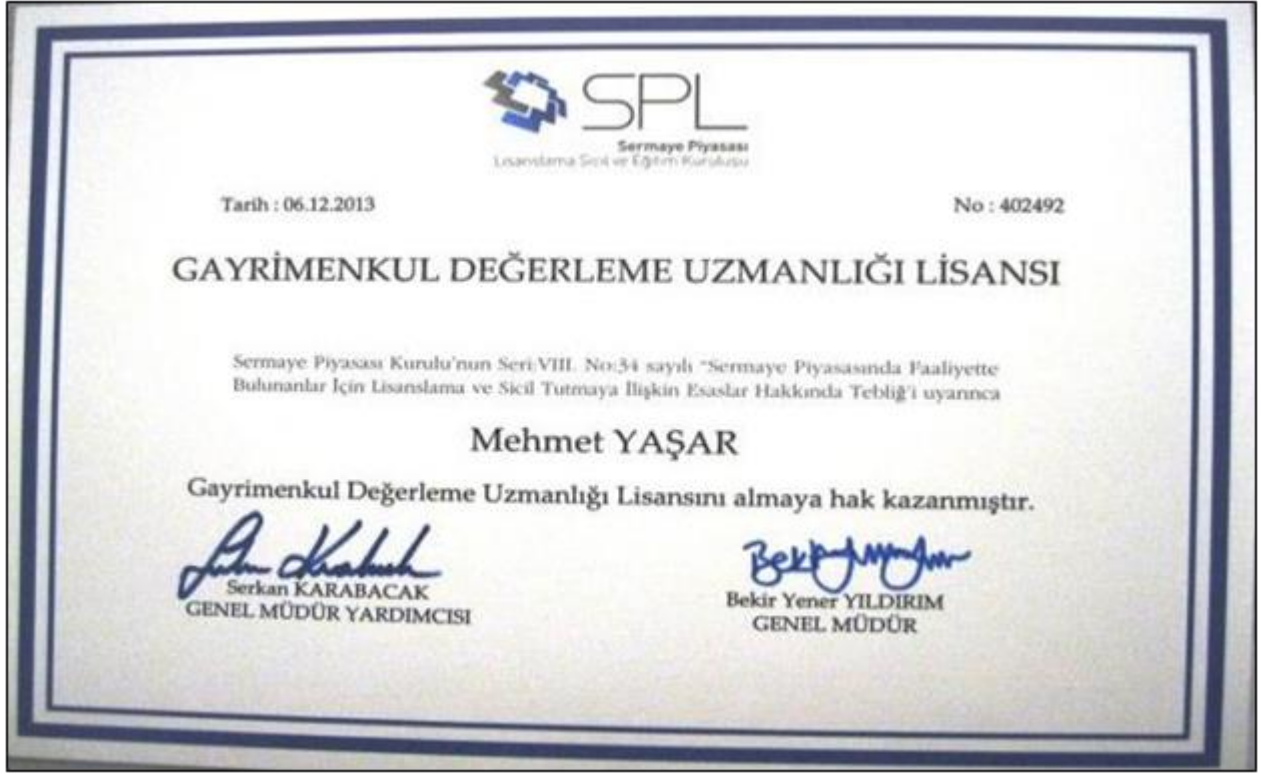 SPL
Sermaye Piyasası
Lisanslama Sicil ve Eğitim Kuruluşu
Tarih : 06.12.2013
No : 402492
GAYRİMENKUL DEĞERLEME UZMANLIĞI LİSANSI
Sermaye Piyasası Kurulu'nun Seri:VIII. No:34 sayılı "Sermaye Piyasasında Faaliyette
Bulunanlar İçin Lisanslama ve Sicil Tutmaya İlişkin Esaslar Hakkında Tebliğ'i uyarınca
Mehmet YAŞAR
Gayrimenkul Değerleme Uzmanlığı Lisansını almaya hak kazanmıştır.
Serkan KARABACAK
GENEL MÜDÜR YARDIMCISI
Bekir Yener YILDIRIM
GENEL MÜDÜR